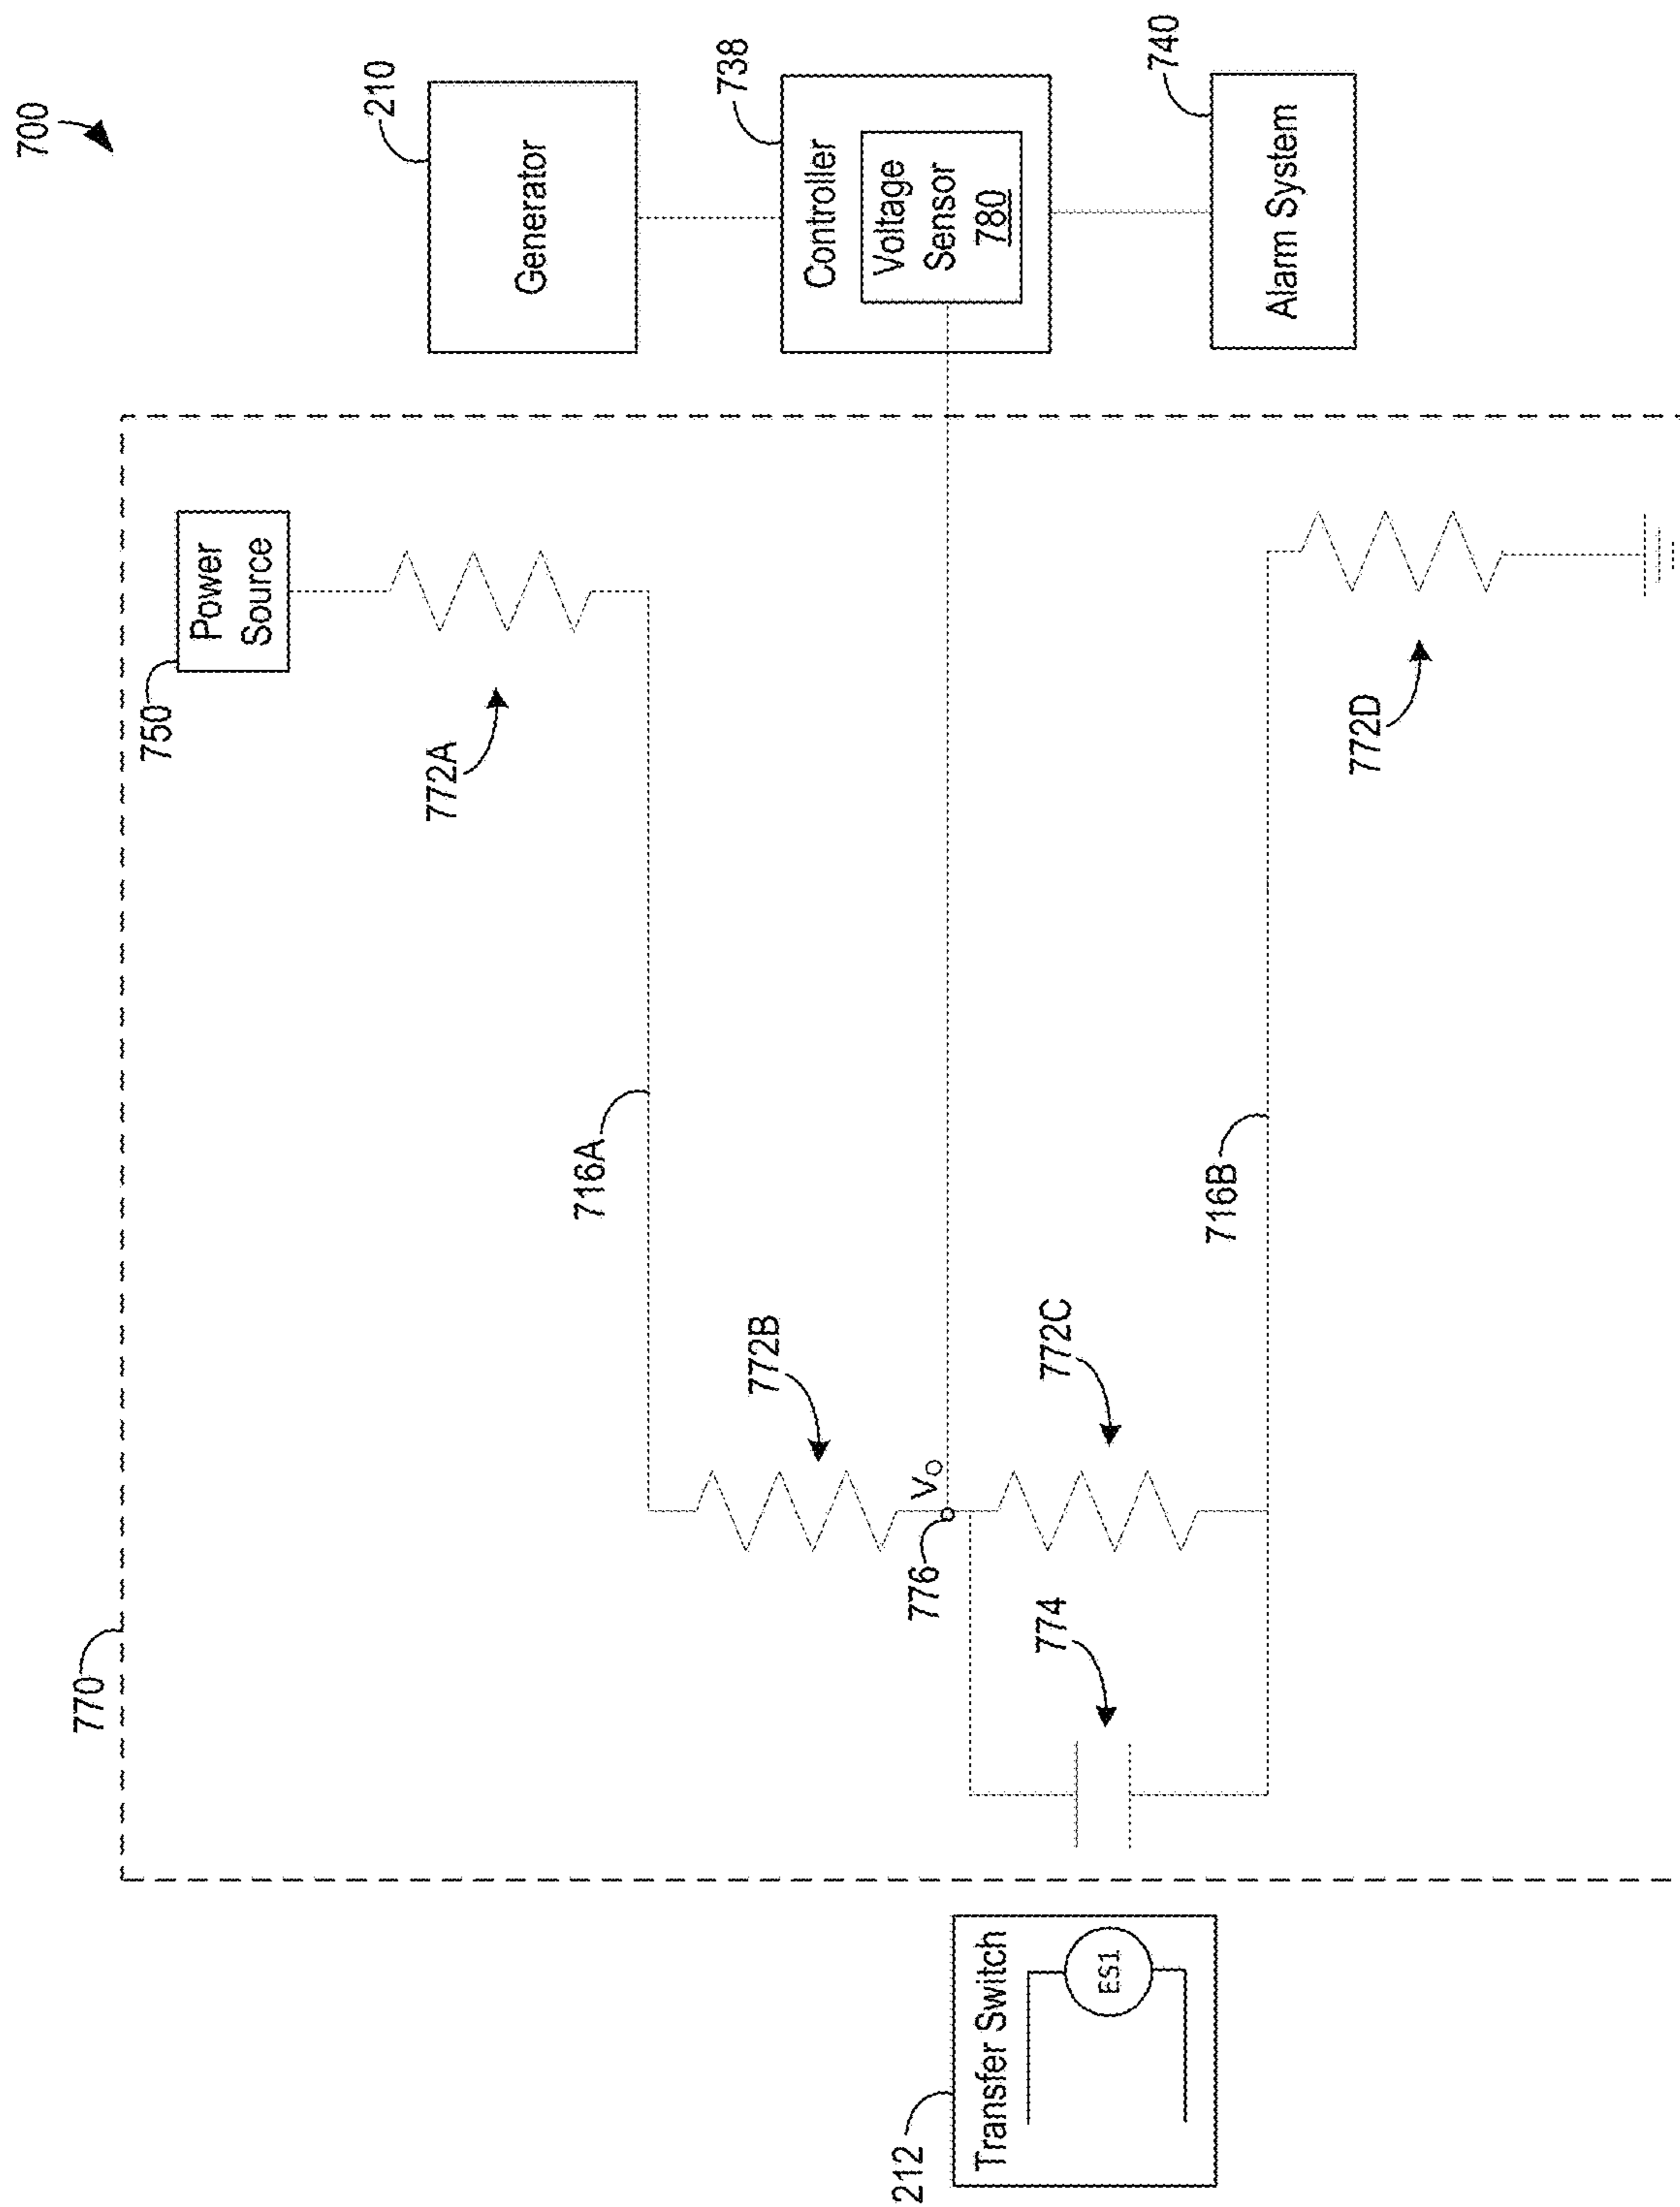 700
210
Generator
738
Controller
Voltage
Sensor
780
740
Alarm System
770
750
Power
Source
772A
716A
772B
776
Vo
772C
774
716B
772D
212
Transfer Switch
ES1